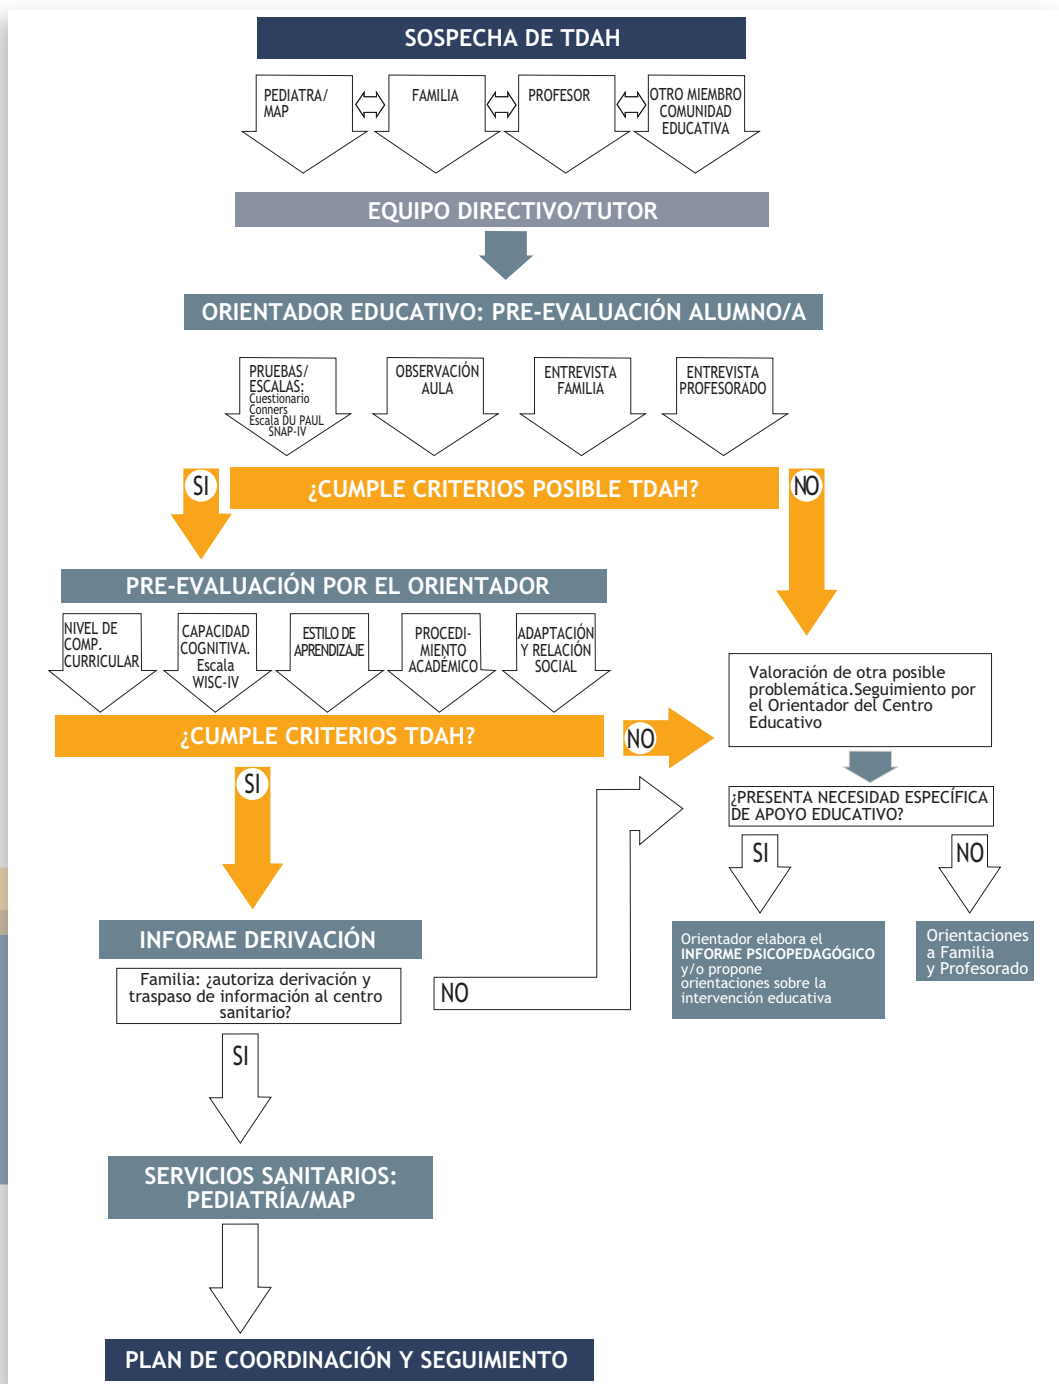 SOSPECHA DE TDAH
PEDIATRA/
MAP
FAMILIA
PROFESOR
OTRO MIEMBRO
COMUNIDAD
EDUCATIVA
EQUIPO DIRECTIVO/TUTOR
ORIENTADOR EDUCATIVO: PRE-EVALUACIÓN ALUMNO/A
PRUEBAS/
ESCALAS:
Cuestionario
Conners
Escala DU PAUL
SNAP-IV
OBSERVACIÓN
AULA
ENTREVISTA
FAMILIA
ENTREVISTA
PROFESORADO
SI
¿CUMPLE CRITERIOS POSIBLE TDAH?
NO
PRE-EVALUACIÓN POR EL ORIENTADOR
NIVEL DE
COMP.
CURRICULAR
CAPACIDAD
COGNITIVA.
Escala
WISC-IV
ESTILO DE
APRENDIZAJE
PROCEDI-
MIENTO
ACADÉMICO
ADAPTACIÓN
Y RELACIÓN
SOCIAL
Valoración de otra posible
problemática.Seguimiento por
el Orientador del Centro
Educativo
¿CUMPLE CRITERIOS TDAH?
NO
SI
¿PRESENTA NECESIDAD ESPECÍFICA
DE APOYO EDUCATIVO?
SI
NO
INFORME DERIVACIÓN
Familia: ¿autoriza derivación y
traspaso de información al centro
sanitario?
NO
Orientador elabora el
INFORME PSICOPEDAGÓGICO
y/o propone
orientaciones sobre la
intervención educativa
Orientaciones
a Familia
y Profesorado
SI
SERVICIOS SANITARIOS:
PEDIATRÍA/MAP
PLAN DE COORDINACIÓN Y SEGUIMIENTO